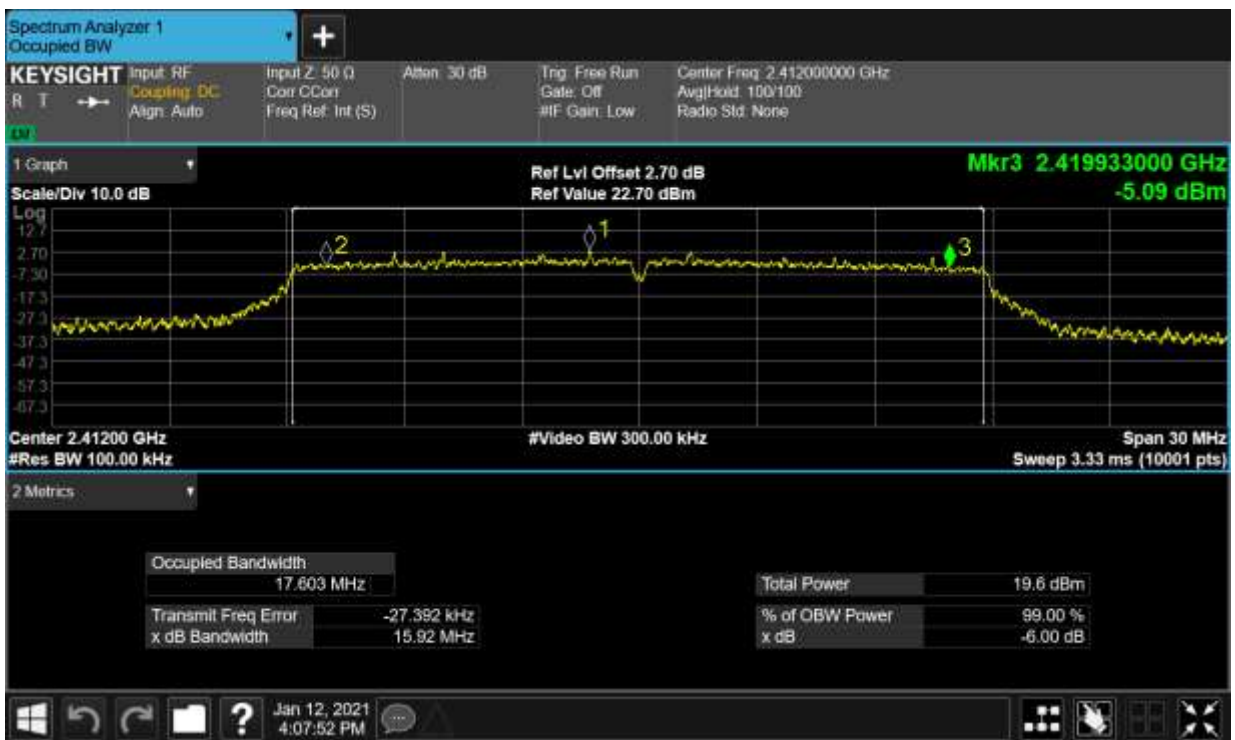 Spectrum Analyzer 1
Occupied BW
+
KEYSIGHT
R T
Input: RF
Coupling: DC
Align: Auto
Input Z: 50 Ω
Corr CCorr
Freq Ref: Int (S)
Atten: 30 dB
Trig: Free Run
Gate: Off
#IF Gain: Low
Center Freq: 2.412000000 GHz
Avg|Hold: 100/100
Radio Std: None
1 Graph
Scale/Div 10.0 dB
Ref Lvl Offset 2.70 dB
Ref Value 22.70 dBm
Mkr3 2.419933000 GHz
-5.09 dBm
Log
12.7
2.70
-7.30
-17.3
-27.3
-37.3
-47.3
-57.3
-67.3
2
1
3
Center 2.41200 GHz
#Res BW 100.00 kHz
#Video BW 300.00 kHz
Span 30 MHz
Sweep 3.33 ms (10001 pts)
2 Metrics
Occupied Bandwidth
17.603 MHz
Transmit Freq Error -27.392 kHz
x dB Bandwidth 15.92 MHz
Total Power 19.6 dBm
% of OBW Power 99.00 %
x dB -6.00 dB
?
Jan 12, 2021
4:07:52 PM